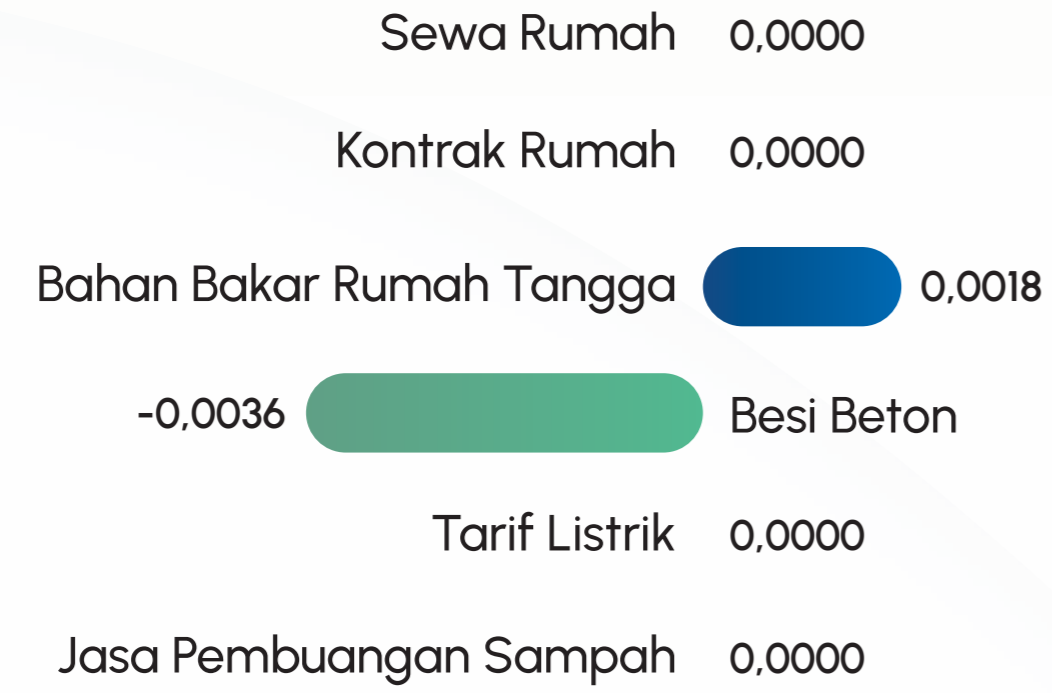 Sewa Rumah 0,0000
Kontrak Rumah 0,0000
Bahan Bakar Rumah Tangga 0,0018
-0,0036 Besi Beton
Tarif Listrik 0,0000
Jasa Pembuangan Sampah 0,0000